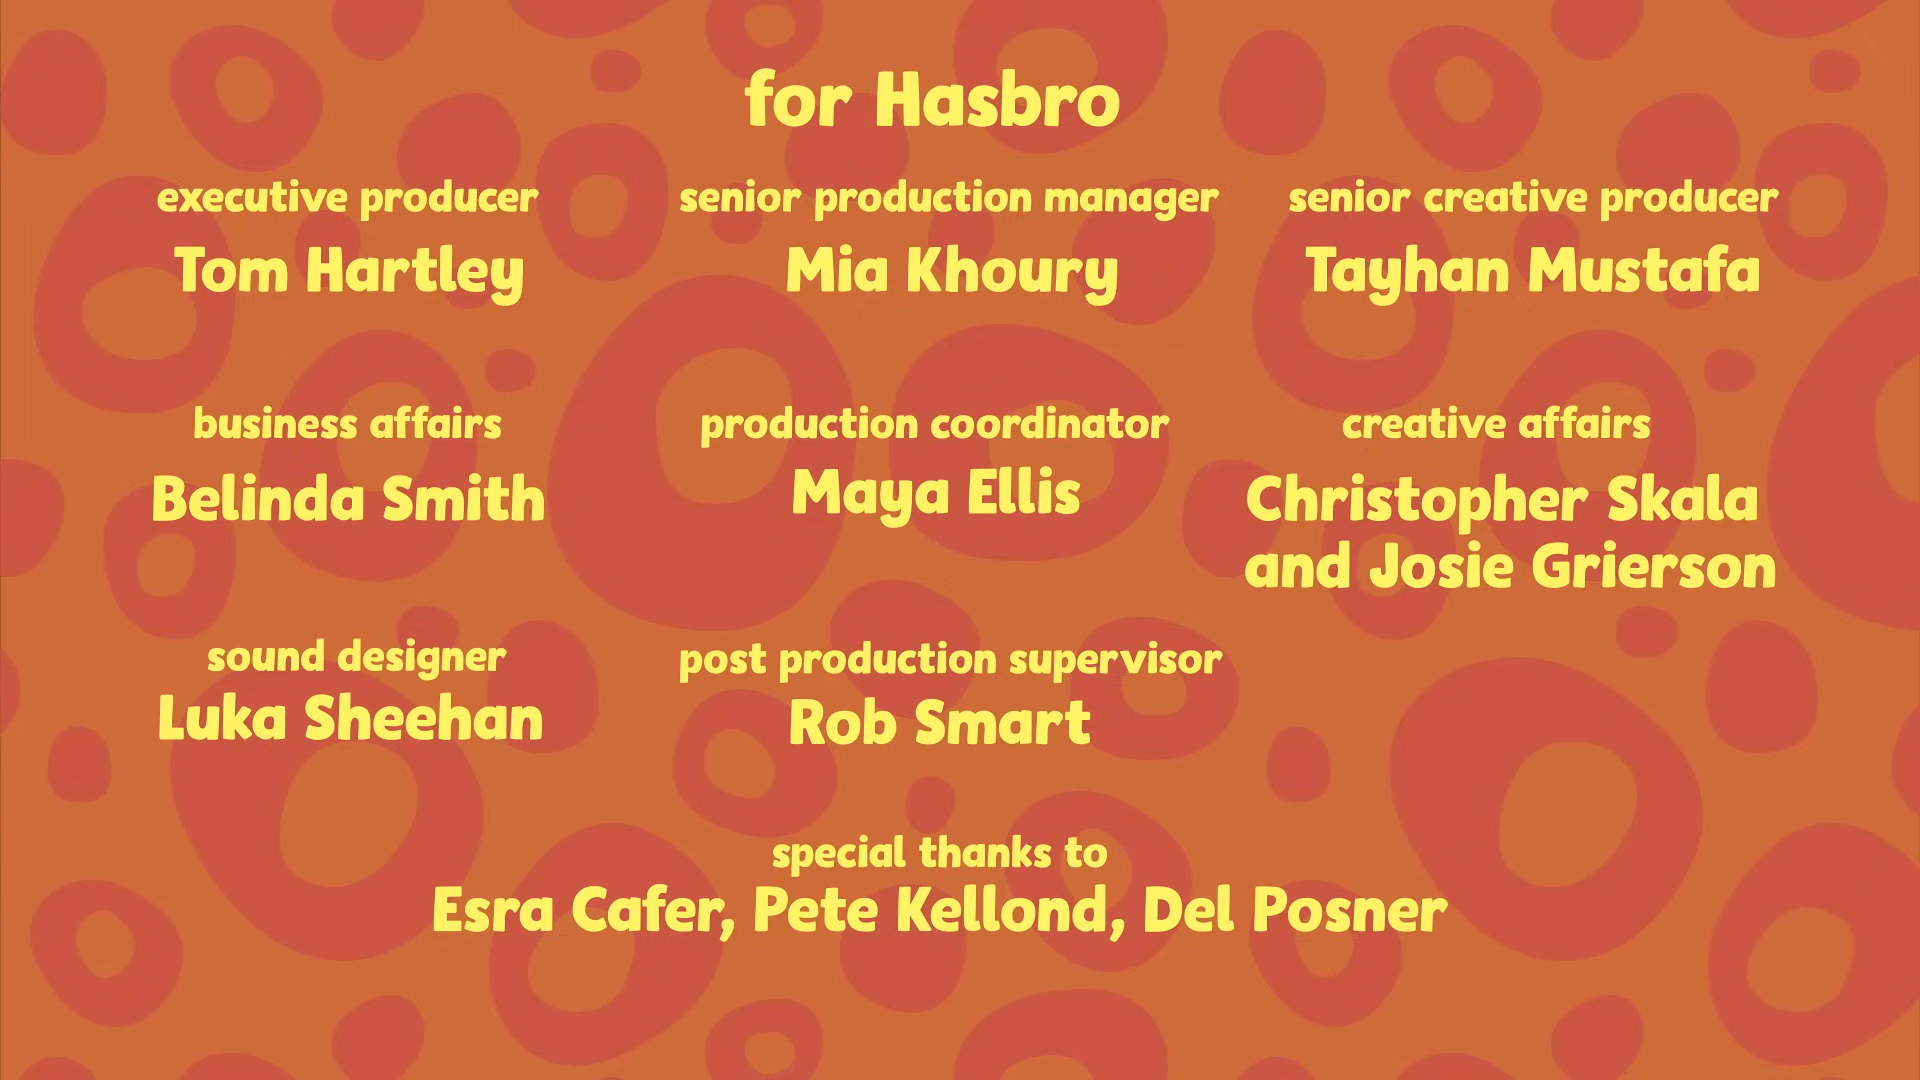 for Hasbro
executive producer
Tom Hartley
senior production manager
Mia Khoury
senior creative producer
Tayhan Mustafa
business affairs
Belinda Smith
production coordinator
Maya Ellis
creative affairs
Christopher Skala
and Josie Grierson
sound designer
Luka Sheehan
post production supervisor
Rob Smart
special thanks to
Esra Cafer, Pete Kellond, Del Posner